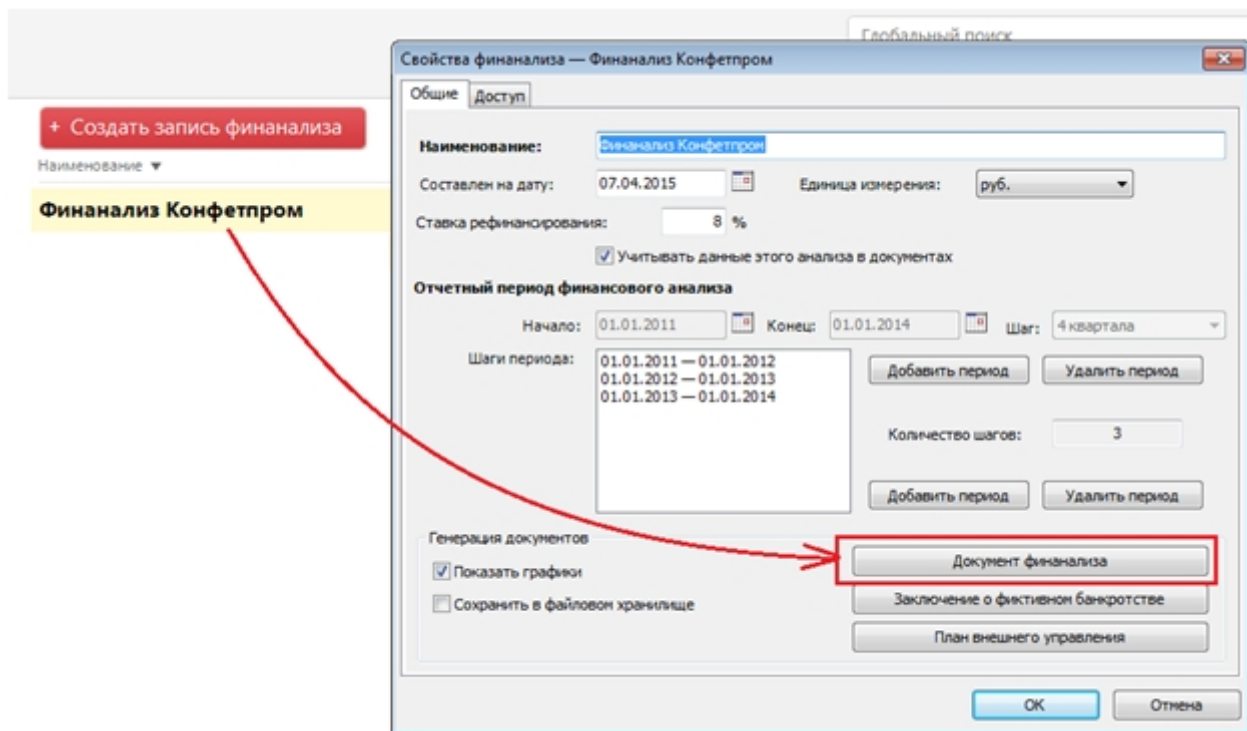 Глобальный поиск
Свойства финанализа — Финанализ Конфетпром
Общие Доступ
+ Создать запись финанализа
Наименование ▼
Финанализ Конфетпром
Наименование: Финанализ Конфетпром
Составлен на дату: 07.04.2015 Единица измерения: руб.
Ставка рефинансирования: 8 %
Учитывать данные этого анализа в документах
Отчетный период финансового анализа
Начало: 01.01.2011 Конец: 01.01.2014 Шаг: 4 квартала
Шаги периода:
01.01.2011 — 01.01.2012
01.01.2012 — 01.01.2013
01.01.2013 — 01.01.2014
Добавить период Удалить период
Количество шагов: 3
Добавить период Удалить период
Генерация документов
Показать графики
Сохранить в файловом хранилище
Документ финанализа
Заключение о фиктивном банкротстве
План внешнего управления
OK Отмена